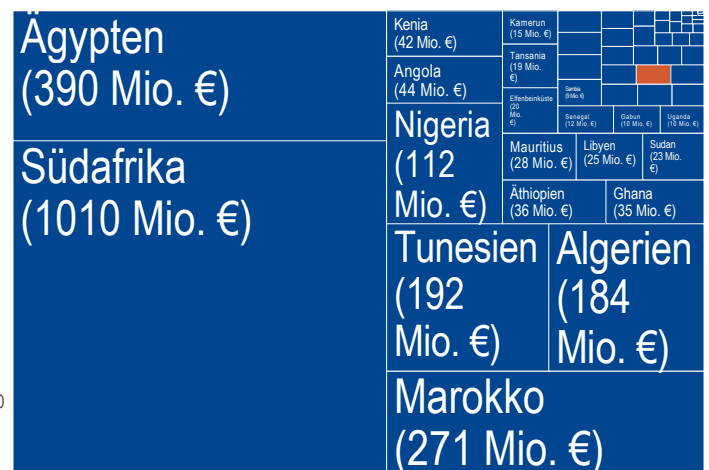 Ägypten
(390 Mio. €)
Südafrika
(1010 Mio. €)
Kenia
(42 Mio. €)
Angola
(44 Mio. €)
Nigeria
(112
Mio. €)
Kamerun
(15 Mio. €)
Tansania
(19 Mio.
€)
Elfenbeinküste
(20
Mio.
€)
Sambia
(9 Mio. €)
Senegal
(12 Mio. €)
Gabun
(10 Mio. €)
Uganda
(10 Mio. €)
Mauritius
(28 Mio. €)
Libyen
(25 Mio. €)
Sudan
(23 Mio.
€)
Äthiopien
(36 Mio. €)
Ghana
(35 Mio. €)
Tunesien
(192
Mio. €)
Algerien
(184
Mio. €)
Marokko
(271 Mio. €)
0